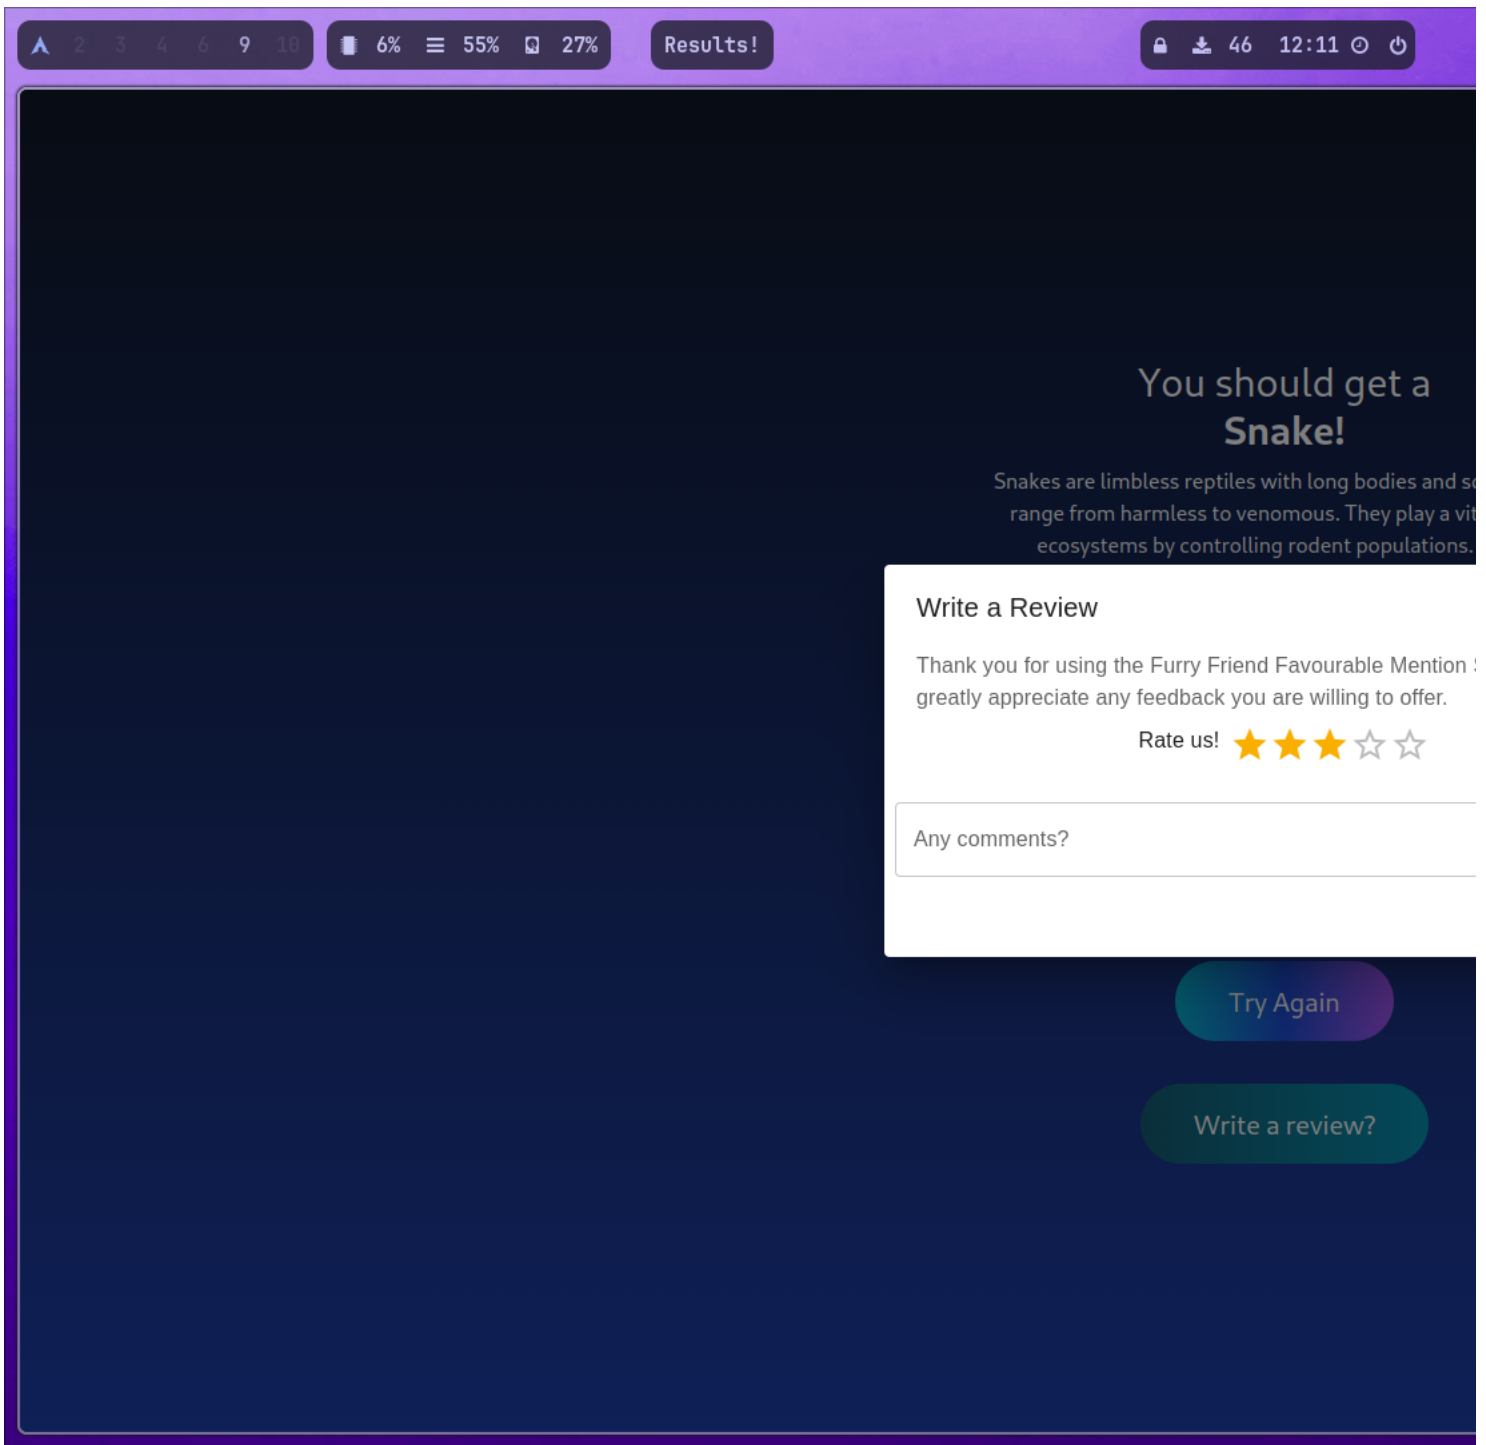 2 3 4 6 9 10 6% 55% 27% Results! 46 12:11
You should get a
Snake!
Snakes are limbless reptiles with long bodies and
range from harmless to venomous. They play a
ecosystems by controlling rodent populations.
Write a Review
Thank you for using the Furry Friend Favourable Mention
greatly appreciate any feedback you are willing to offer.
Rate us!
Any comments?
Try Again
Write a review?